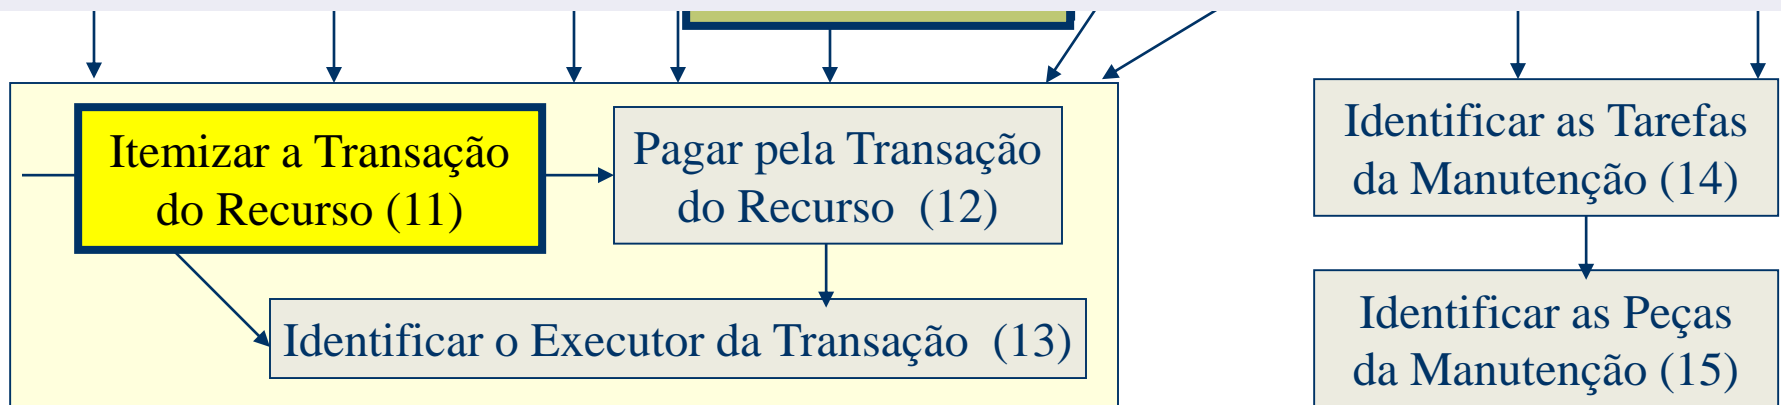 Itemizar a Transação
do Recurso (11)
Pagar pela Transação
do Recurso (12)
Identificar o Executor da Transação (13)
Identificar as Tarefas
da Manutenção (14)
Identificar as Peças
da Manutenção (15)